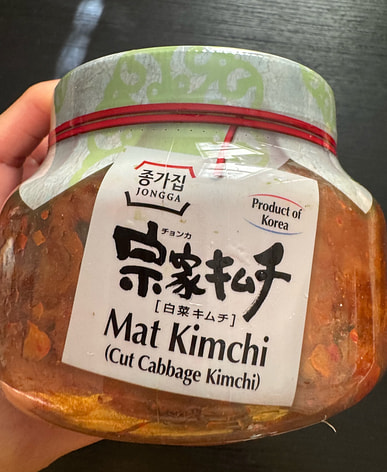 종가집
JONGGA
Product of
Korea
チョンカ
宗家キムチ
[白菜キムチ]
Mat Kimchi
(Cut Cabbage Kimchi)